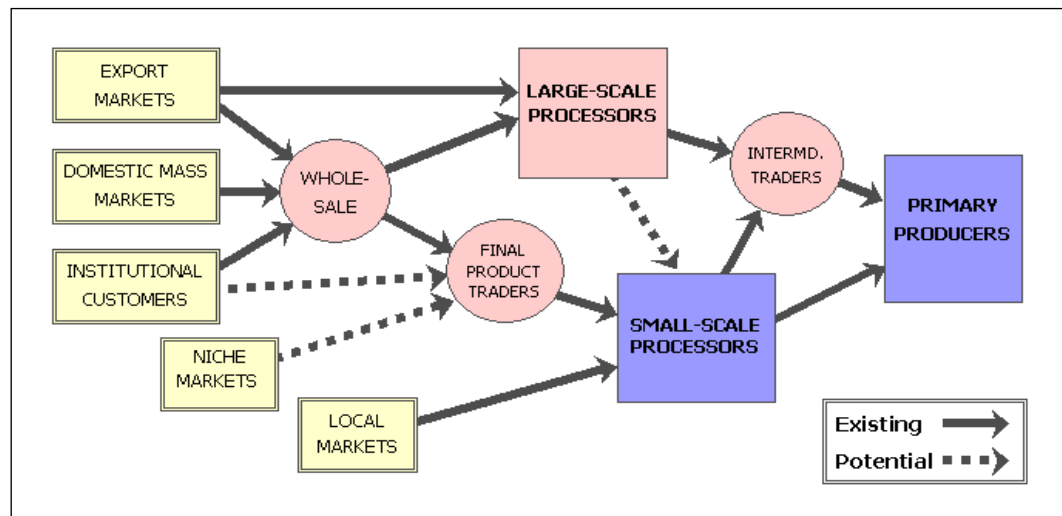 EXPORT
MARKETS
DOMESTIC MASS
MARKETS
INSTITUTIONAL
CUSTOMERS
NICHE
MARKETS
LOCAL
MARKETS
WHOLE-
SALE
FINAL
PRODUCT
TRADERS
LARGE-SCALE
PROCESSORS
SMALL-SCALE
PROCESSORS
INTERMD.
TRADERS
PRIMARY
PRODUCERS
Existing
Potential